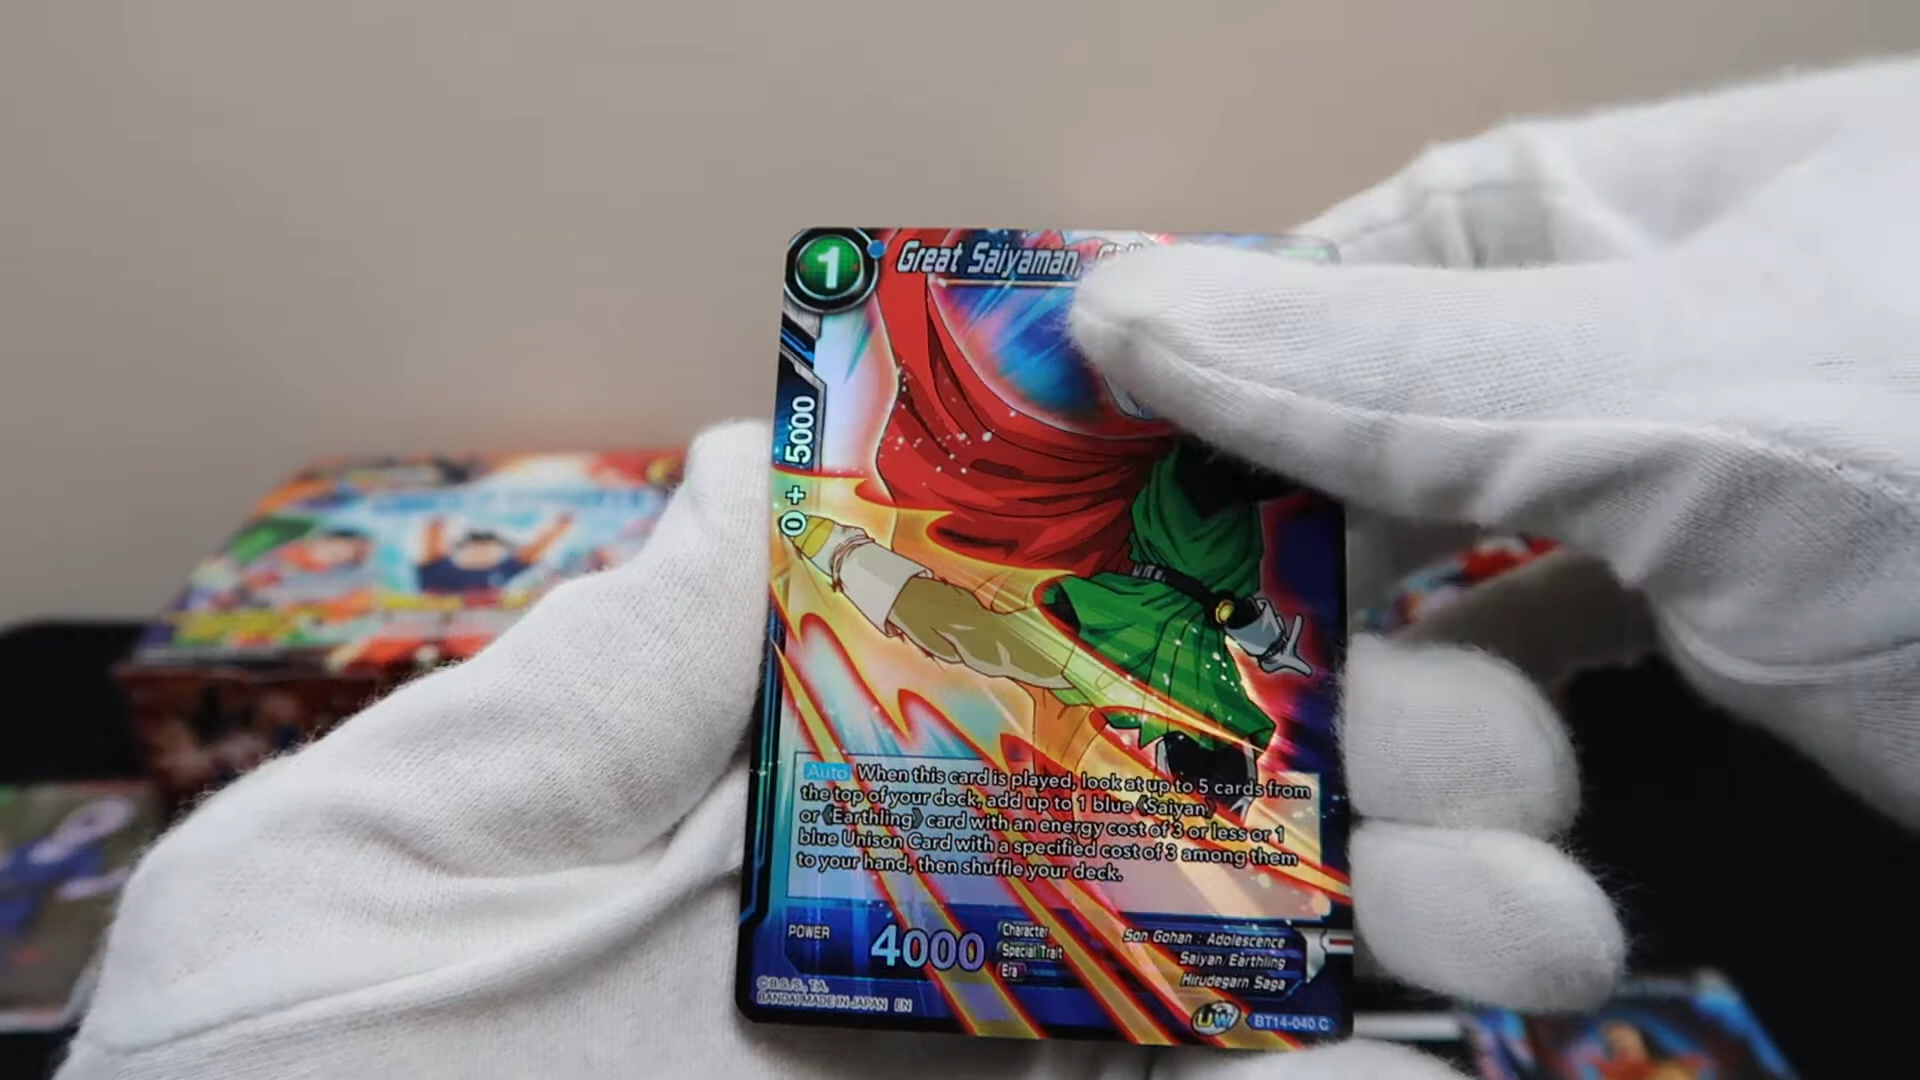 1
Great Saiyaman,
5000
0 +
Auto When this card is played, look at up to 5 cards from
the top of your deck, add up to 1 blue 《Saiyan》
or 《Earthling》 card with an energy cost of 3 or less or 1
blue Unison Card with a specified cost of 3 among them
to your hand, then shuffle your deck.
POWER
4000
Character
Son Gohan : Adolescence
Special Trait
Saiyan/Earthling
Era
Hirudegarn Saga
©B.S./S., T.A.
BANDAI MADE IN JAPAN EN
UW
BT14-040 C